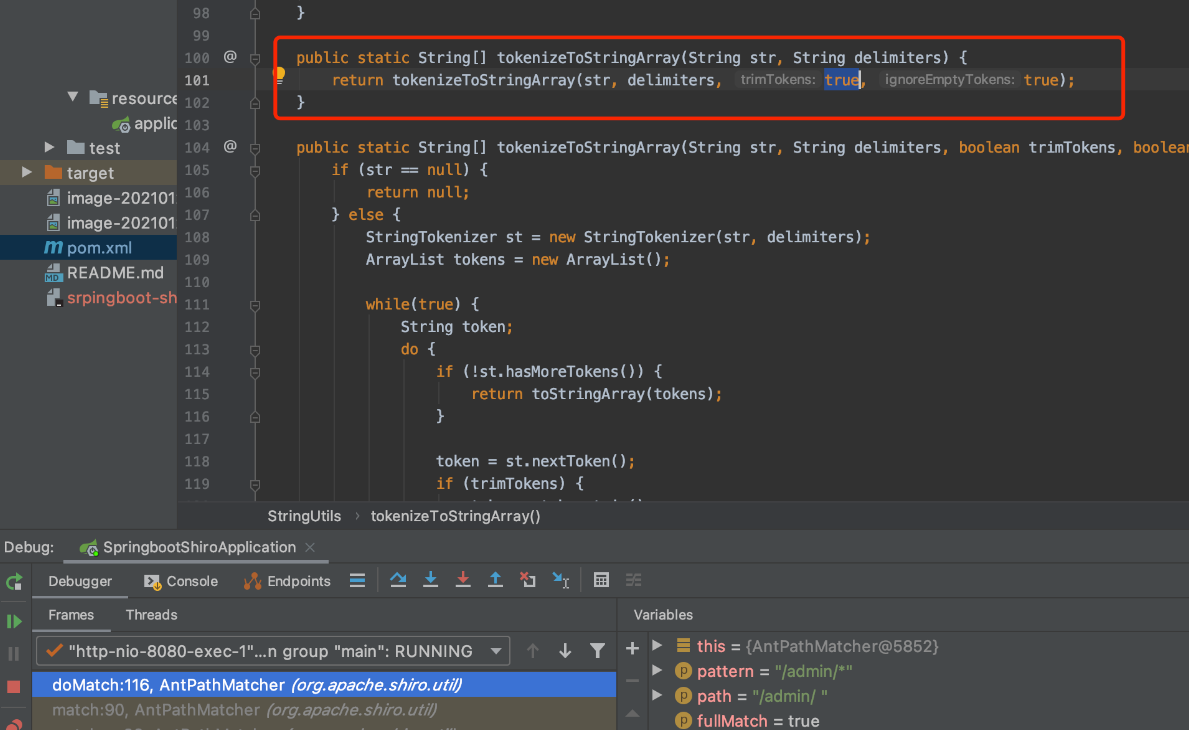 98 }
99
100 @ public static String[] tokenizeToStringArray(String str, String delimiters) {
101 return tokenizeToStringArray(str, delimiters, trimTokens: true, ignoreEmptyTokens: true);
102 }
103
104 @ public static String[] tokenizeToStringArray(String str, String delimiters, boolean trimTokens, boolean
105 if (str == null) {
106 return null;
107 } else {
108 StringTokenizer st = new StringTokenizer(str, delimiters);
109 ArrayList tokens = new ArrayList();
110
111 while(true) {
112 String token;
113 do {
114 if (!st.hasMoreTokens()) {
115 return toStringArray(tokens);
116 }
117
118 token = st.nextToken();
119 if (trimTokens) {
resource
applic
test
target
image-202101
image-202101
pom.xml
README.md
srpingboot-sh
StringUtils › tokenizeToStringArray()
Debug: SpringbootShiroApplication
Debugger Console Endpoints
Frames Threads
Variables
"http-nio-8080-exec-1"...n group "main": RUNNING
doMatch:116, AntPathMatcher (org.apache.shiro.util)
match:90, AntPathMatcher (org.apache.shiro.util)
this = {AntPathMatcher@5852}
pattern = "/admin/*"
path = "/admin/ "
fullMatch = true